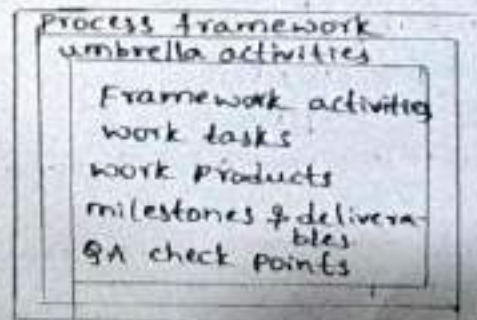 process framework
umbrella activities
Framework activities
work tasks
work products
milestones & delivera-
bles
QA check points